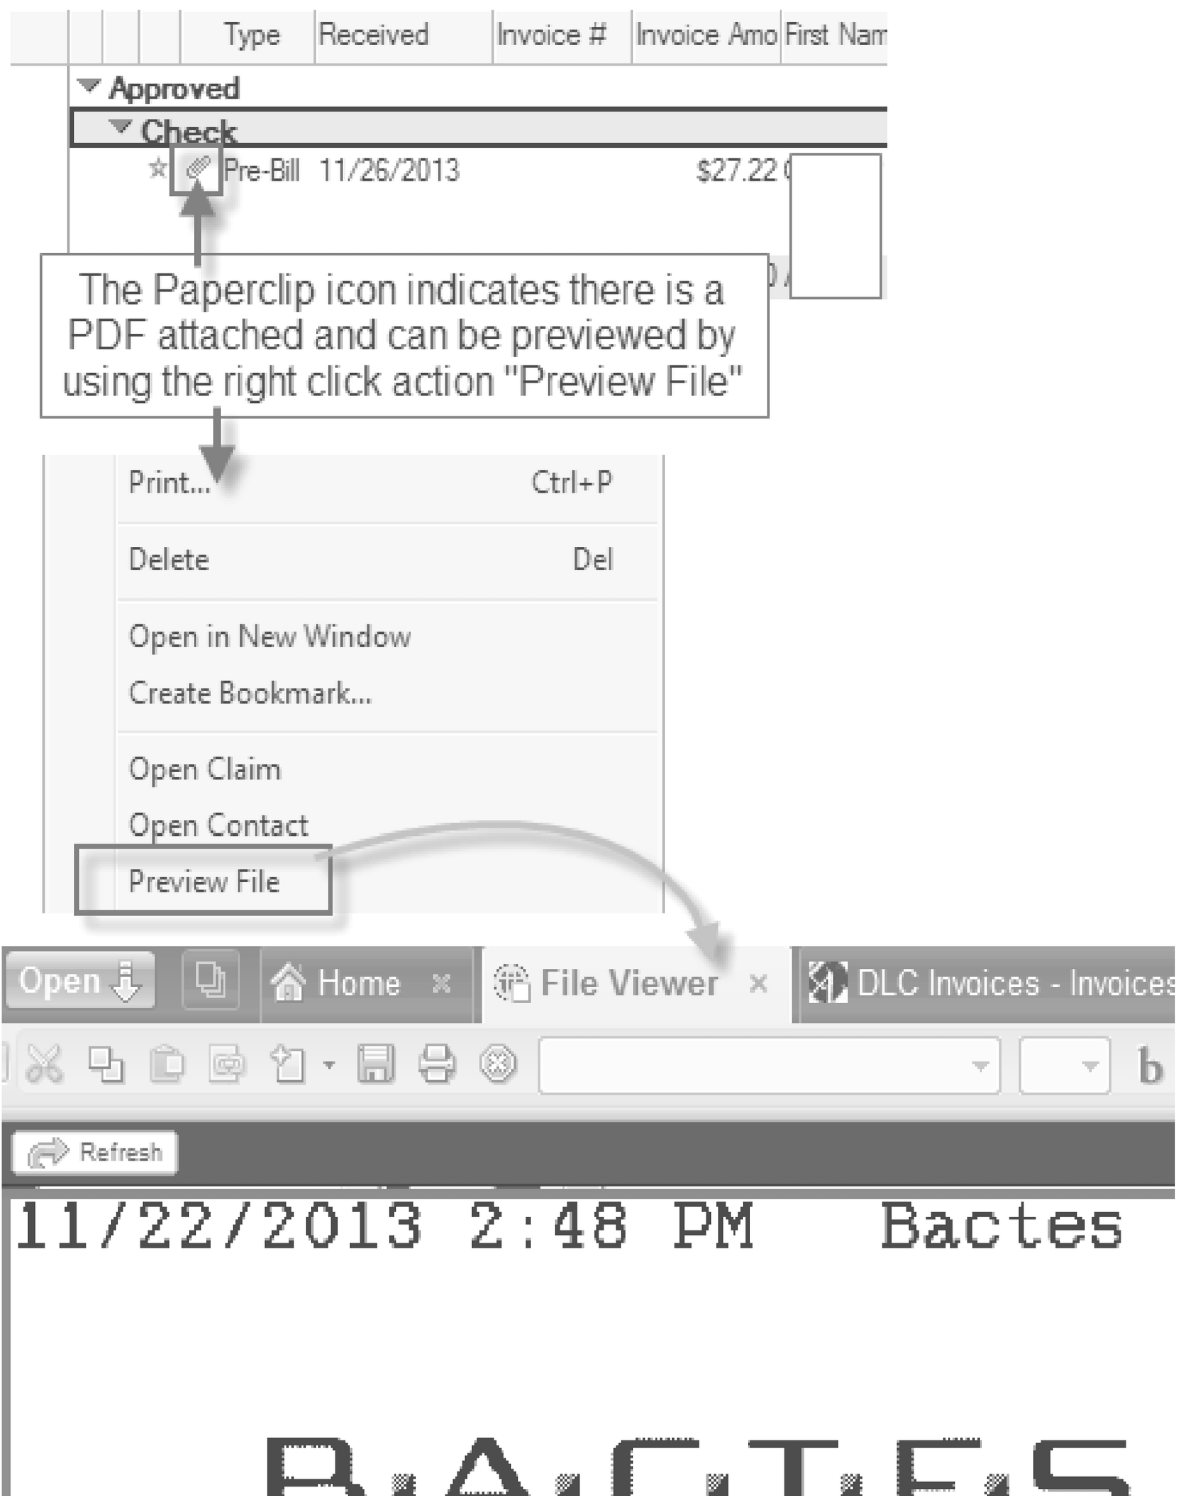 Type Received Invoice # Invoice Amo First Nam
Approved
Check
Pre-Bill 11/26/2013 $27.22
The Paperclip icon indicates there is a
PDF attached and can be previewed by
using the right click action "Preview File"
Print... Ctrl+P
Delete Del
Open in New Window
Create Bookmark...
Open Claim
Open Contact
Preview File
Open Home × File Viewer × DLC Invoices - Invoices
b
Refresh
11/22/2013 2:48 PM Bactes
B.A.C.T.E.S